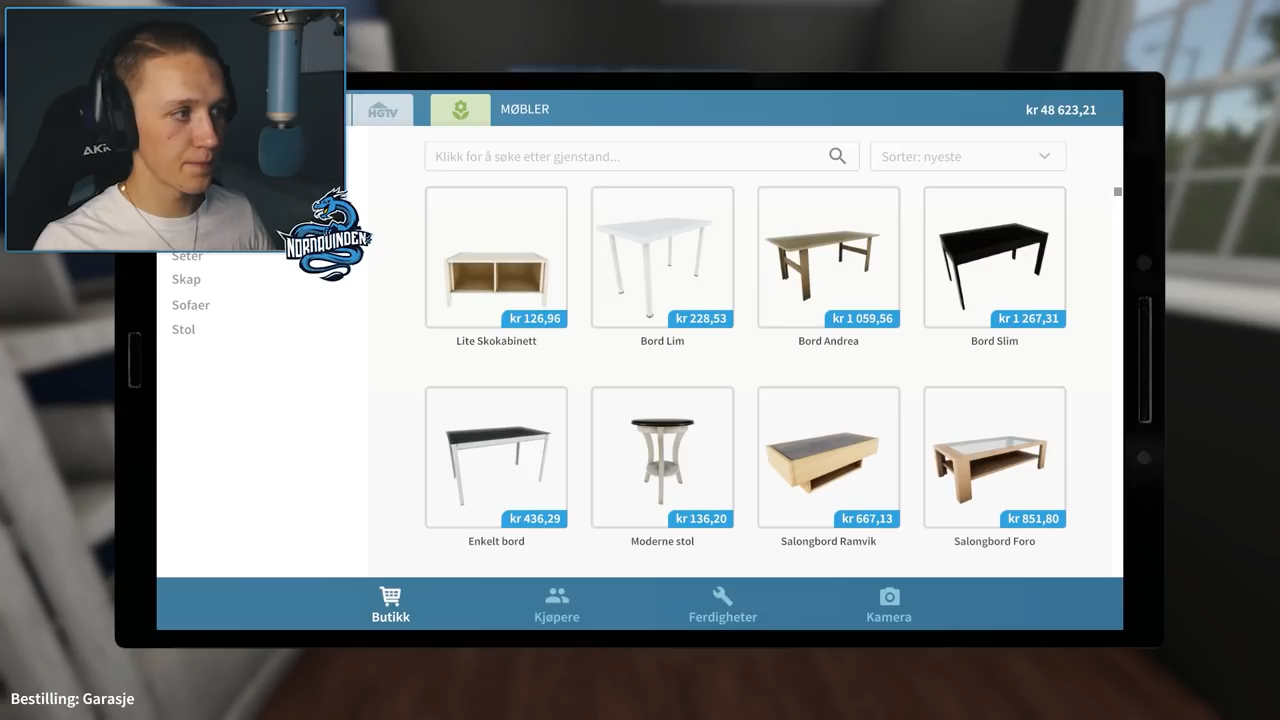 AK
NORDQUINDEN
HGTV
MØBLER
kr 48 623,21
Klikk for å søke etter gjenstand...
Sorter: nyeste
Seter
Skap
Sofaer
Stol
kr 126,96
kr 228,53
kr 1 059,56
kr 1 267,31
Lite Skokabinett
Bord Lim
Bord Andrea
Bord Slim
kr 436,29
kr 136,20
kr 667,13
kr 851,80
Enkelt bord
Moderne stol
Salongbord Ramvik
Salongbord Foro
Butikk
Kjøpere
Ferdigheter
Kamera
Bestilling: Garasje